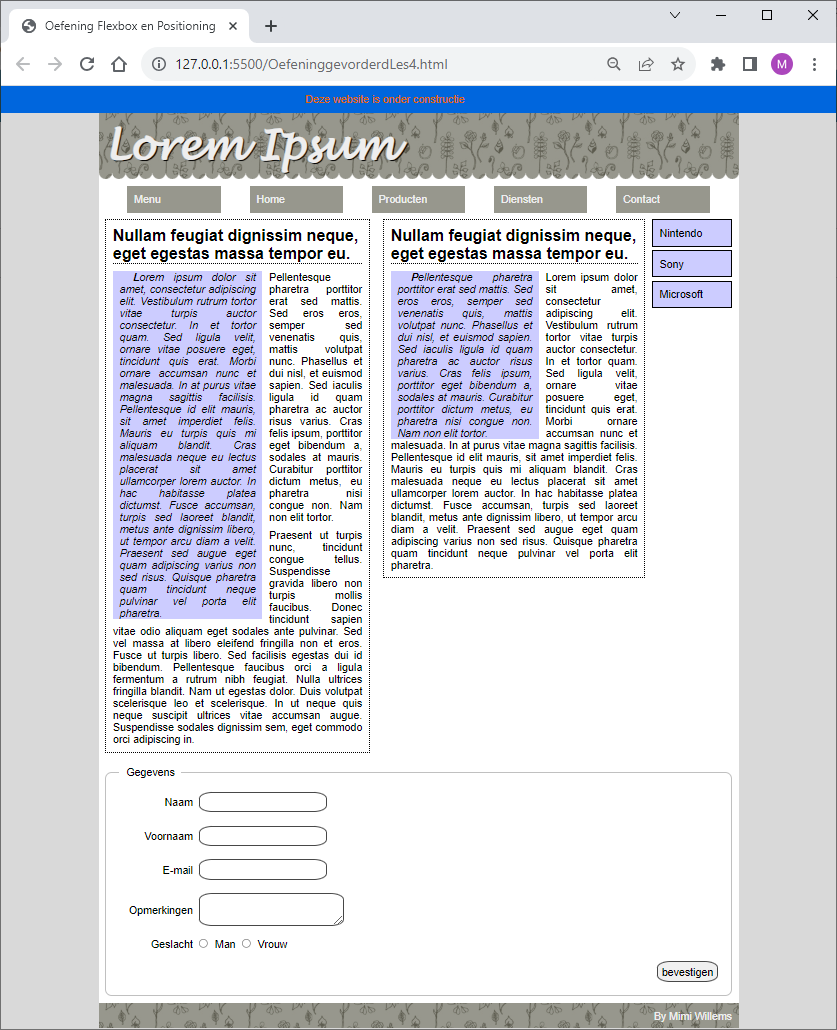 Oefening Flexbox en Positioning
127.0.0.1:5500/OefeninggevorderdLes4.html
M
Deze website is onder constructie
Lorem Ipsum
Menu
Home
Producten
Diensten
Contact
Nullam feugiat dignissim neque,
eget egestas massa tempor eu.
Lorem ipsum dolor sit
amet, consectetur adipiscing
elit. Vestibulum rutrum tortor
vitae turpis auctor
consectetur. In et tortor
quam. Sed ligula velit,
ornare vitae posuere eget,
tincidunt quis erat. Morbi
ornare accumsan nunc et
malesuada. In at purus vitae
magna sagittis facilisis.
Pellentesque id elit mauris,
sit amet imperdiet felis.
Mauris eu turpis quis mi
aliquam blandit. Cras
malesuada neque eu lectus
placerat sit amet
ullamcorper lorem auctor. In
hac habitasse platea
dictumst. Fusce accumsan,
turpis sed laoreet blandit,
metus ante dignissim libero,
ut tempor arcu diam a velit.
Praesent sed augue eget
quam adipiscing varius non
sed risus. Quisque pharetra
quam tincidunt neque
pulvinar vel porta elit
pharetra.
Pellentesque
pharetra porttitor
erat sed mattis.
Sed eros eros,
semper sed
venenatis quis,
mattis volutpat
nunc. Phasellus et
dui nisl, et euismod
sapien. Sed iaculis
ligula id quam
pharetra ac auctor
risus varius. Cras
felis ipsum, porttitor
eget bibendum a,
sodales at mauris.
Curabitur porttitor
dictum metus, eu
pharetra nisi
congue non. Nam
non elit tortor.
Praesent ut turpis
nunc, tincidunt
congue tellus.
Suspendisse
gravida libero non
turpis mollis
faucibus. Donec
tincidunt sapien
vitae odio aliquam eget sodales ante pulvinar. Sed
vel massa at libero eleifend fringilla non et eros.
Fusce ut turpis libero. Sed facilisis egestas dui id
bibendum. Pellentesque faucibus orci a ligula
fermentum a rutrum nibh feugiat. Nulla ultrices
fringilla blandit. Nam ut egestas dolor. Duis volutpat
scelerisque leo et scelerisque. In ut neque quis
neque suscipit ultrices vitae accumsan augue.
Suspendisse sodales dignissim sem, eget commodo
orci adipiscing in.
Nullam feugiat dignissim neque,
eget egestas massa tempor eu.
Pellentesque pharetra
porttitor erat sed mattis. Sed
eros eros, semper sed
venenatis quis, mattis
volutpat nunc. Phasellus et
dui nisl, et euismod sapien.
Sed iaculis ligula id quam
pharetra ac auctor risus
varius. Cras felis ipsum,
porttitor eget bibendum a,
sodales at mauris. Curabitur
porttitor dictum metus, eu
pharetra nisi congue non.
Nam non elit tortor.
Lorem ipsum dolor
sit amet,
consectetur
adipiscing elit.
Vestibulum rutrum
tortor vitae turpis
auctor consectetur.
In et tortor quam.
Sed ligula velit,
ornare vitae
posuere eget,
tincidunt quis erat.
Morbi ornare
accumsan nunc et
malesuada. In at purus vitae magna sagittis facilisis.
Pellentesque id elit mauris, sit amet imperdiet felis.
Mauris eu turpis quis mi aliquam blandit. Cras
malesuada neque eu lectus placerat sit amet
ullamcorper lorem auctor. In hac habitasse platea
dictumst. Fusce accumsan, turpis sed laoreet
blandit, metus ante dignissim libero, ut tempor arcu
diam a velit. Praesent sed augue eget quam
adipiscing varius non sed risus. Quisque pharetra
quam tincidunt neque pulvinar vel porta elit
pharetra.
Nintendo
Sony
Microsoft
Gegevens
Naam
Voornaam
E-mail
Opmerkingen
Geslacht Man Vrouw
bevestigen
By Mimi Willems